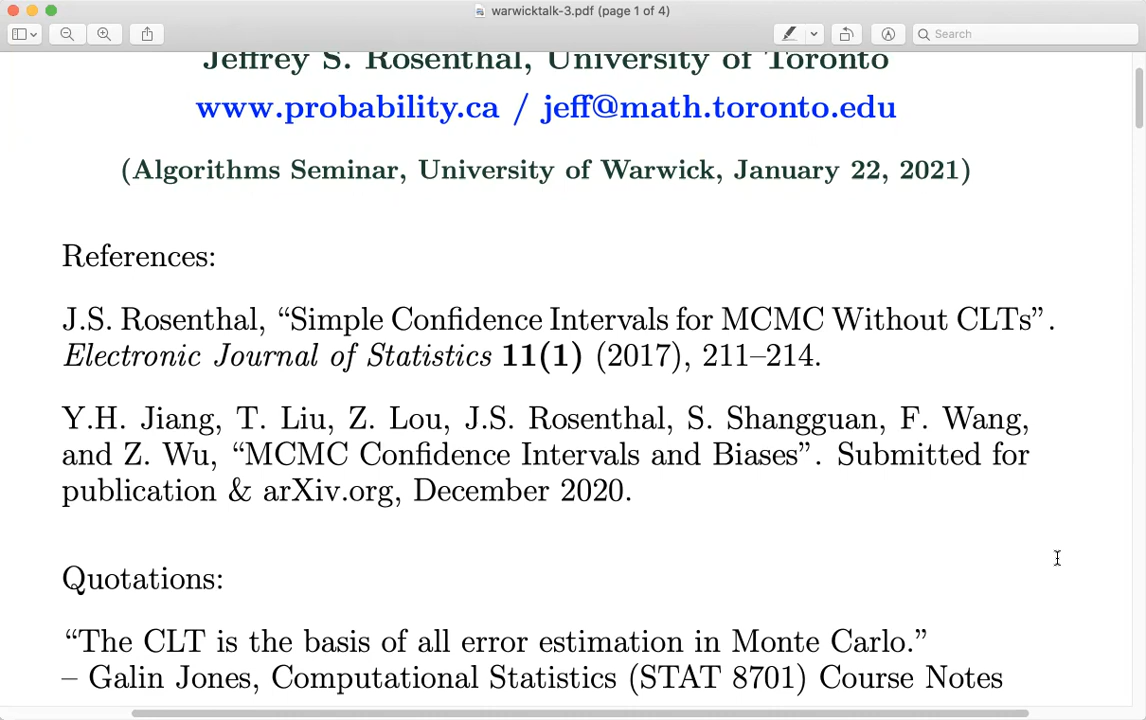 warwicktalk-3.pdf (page 1 of 4)
Search
Jeffrey S. Rosenthal, University of Toronto
www.probability.ca / jeff@math.toronto.edu
(Algorithms Seminar, University of Warwick, January 22, 2021)
References:
J.S. Rosenthal, “Simple Confidence Intervals for MCMC Without CLTs”.
Electronic Journal of Statistics 11(1) (2017), 211–214.
Y.H. Jiang, T. Liu, Z. Lou, J.S. Rosenthal, S. Shangguan, F. Wang,
and Z. Wu, “MCMC Confidence Intervals and Biases”. Submitted for
publication & arXiv.org, December 2020.
Quotations:
“The CLT is the basis of all error estimation in Monte Carlo.”
– Galin Jones, Computational Statistics (STAT 8701) Course Notes